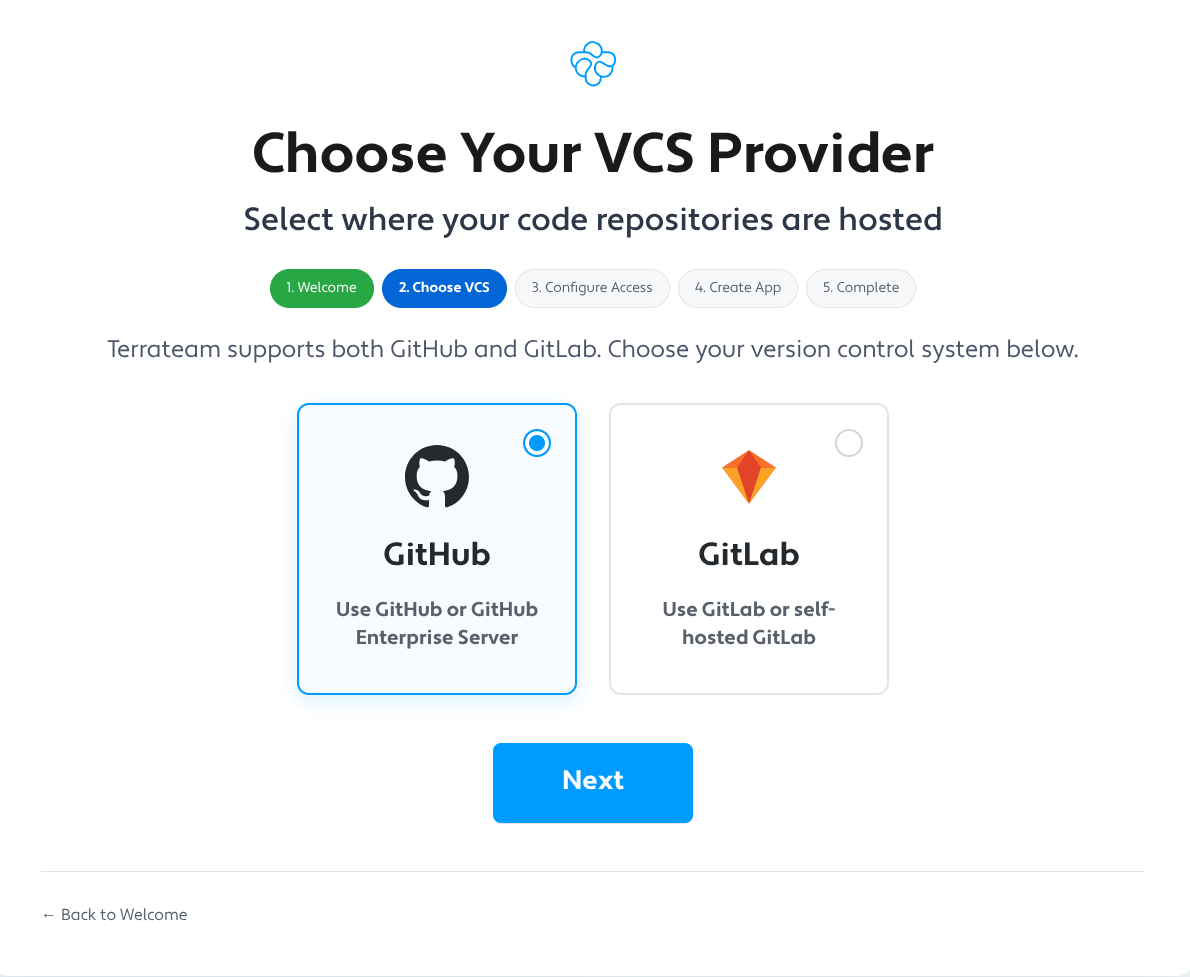 Choose Your VCS Provider
Select where your code repositories are hosted
1. Welcome
2. Choose VCS
3. Configure Access
4. Create App
5. Complete
Terrateam supports both GitHub and GitLab. Choose your version control system below.
GitHub
Use GitHub or GitHub
Enterprise Server
GitLab
Use GitLab or self-
hosted GitLab
Next
← Back to Welcome